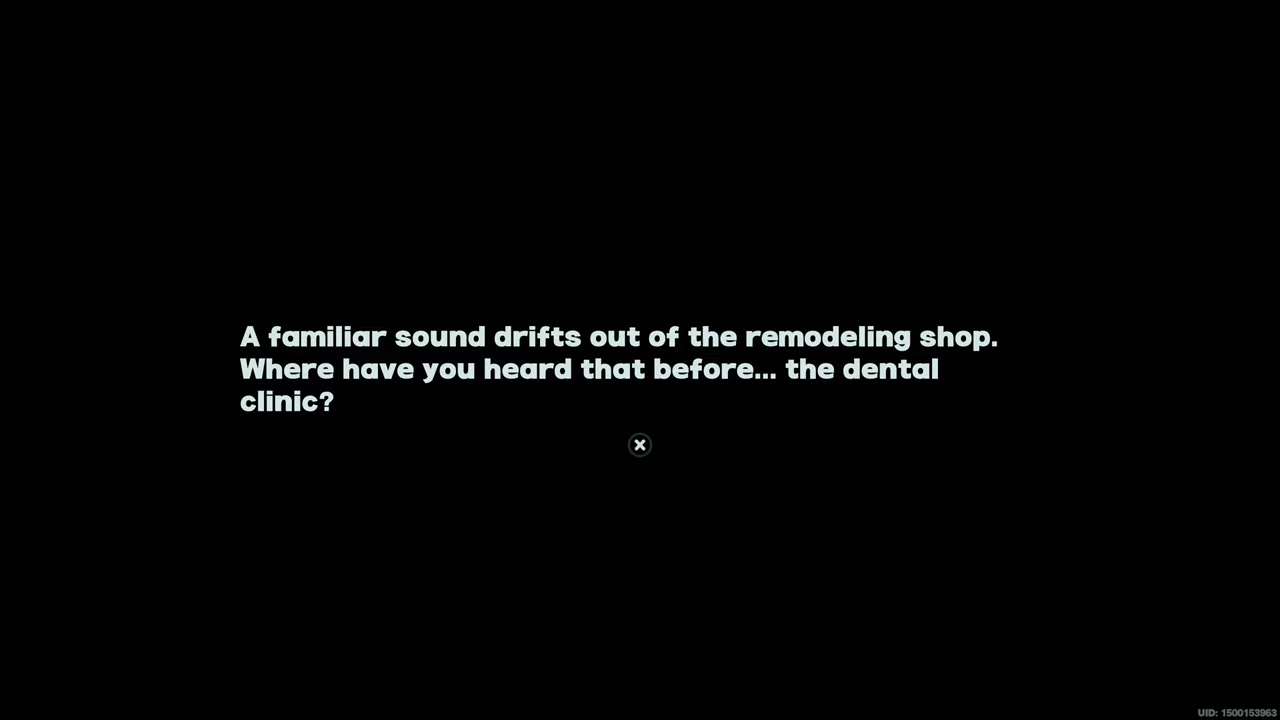 A familiar sound drifts out of the remodeling shop.
Where have you heard that before... the dental
clinic?
UID: 1500153963